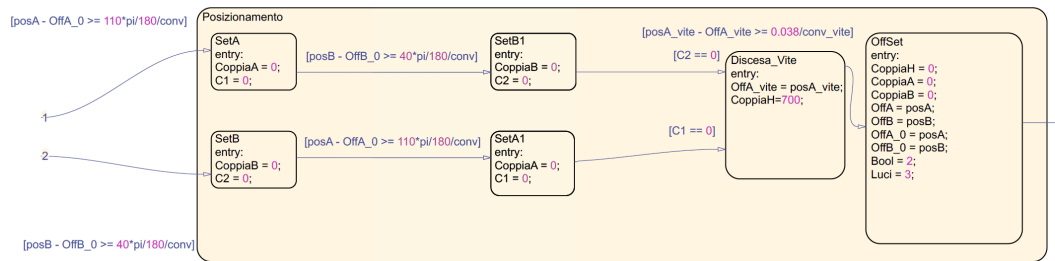 [posA - OffA_0 >= 110*pi/180/conv]
Posizionamento
SetA
entry:
CoppiaA = 0;
C1 = 0;
[posB - OffB_0 >= 40*pi/180/conv]
SetB1
entry:
CoppiaB = 0;
C2 = 0;
[posA_vite - OffA_vite >= 0.038/conv_vite]
[C2 == 0]
Discesa_Vite
entry:
OffA_vite = posA_vite;
CoppiaH=700;
OffSet
entry:
CoppiaH = 0;
CoppiaA = 0;
CoppiaB = 0;
OffA = posA;
OffB = posB;
OffA_0 = posA;
OffB_0 = posB;
Bool = 2;
Luci = 3;
1
2
SetB
entry:
CoppiaB = 0;
C2 = 0;
[posA - OffA_0 >= 110*pi/180/conv]
SetA1
entry:
CoppiaA = 0;
C1 = 0;
[C1 == 0]
[posB - OffB_0 >= 40*pi/180/conv]